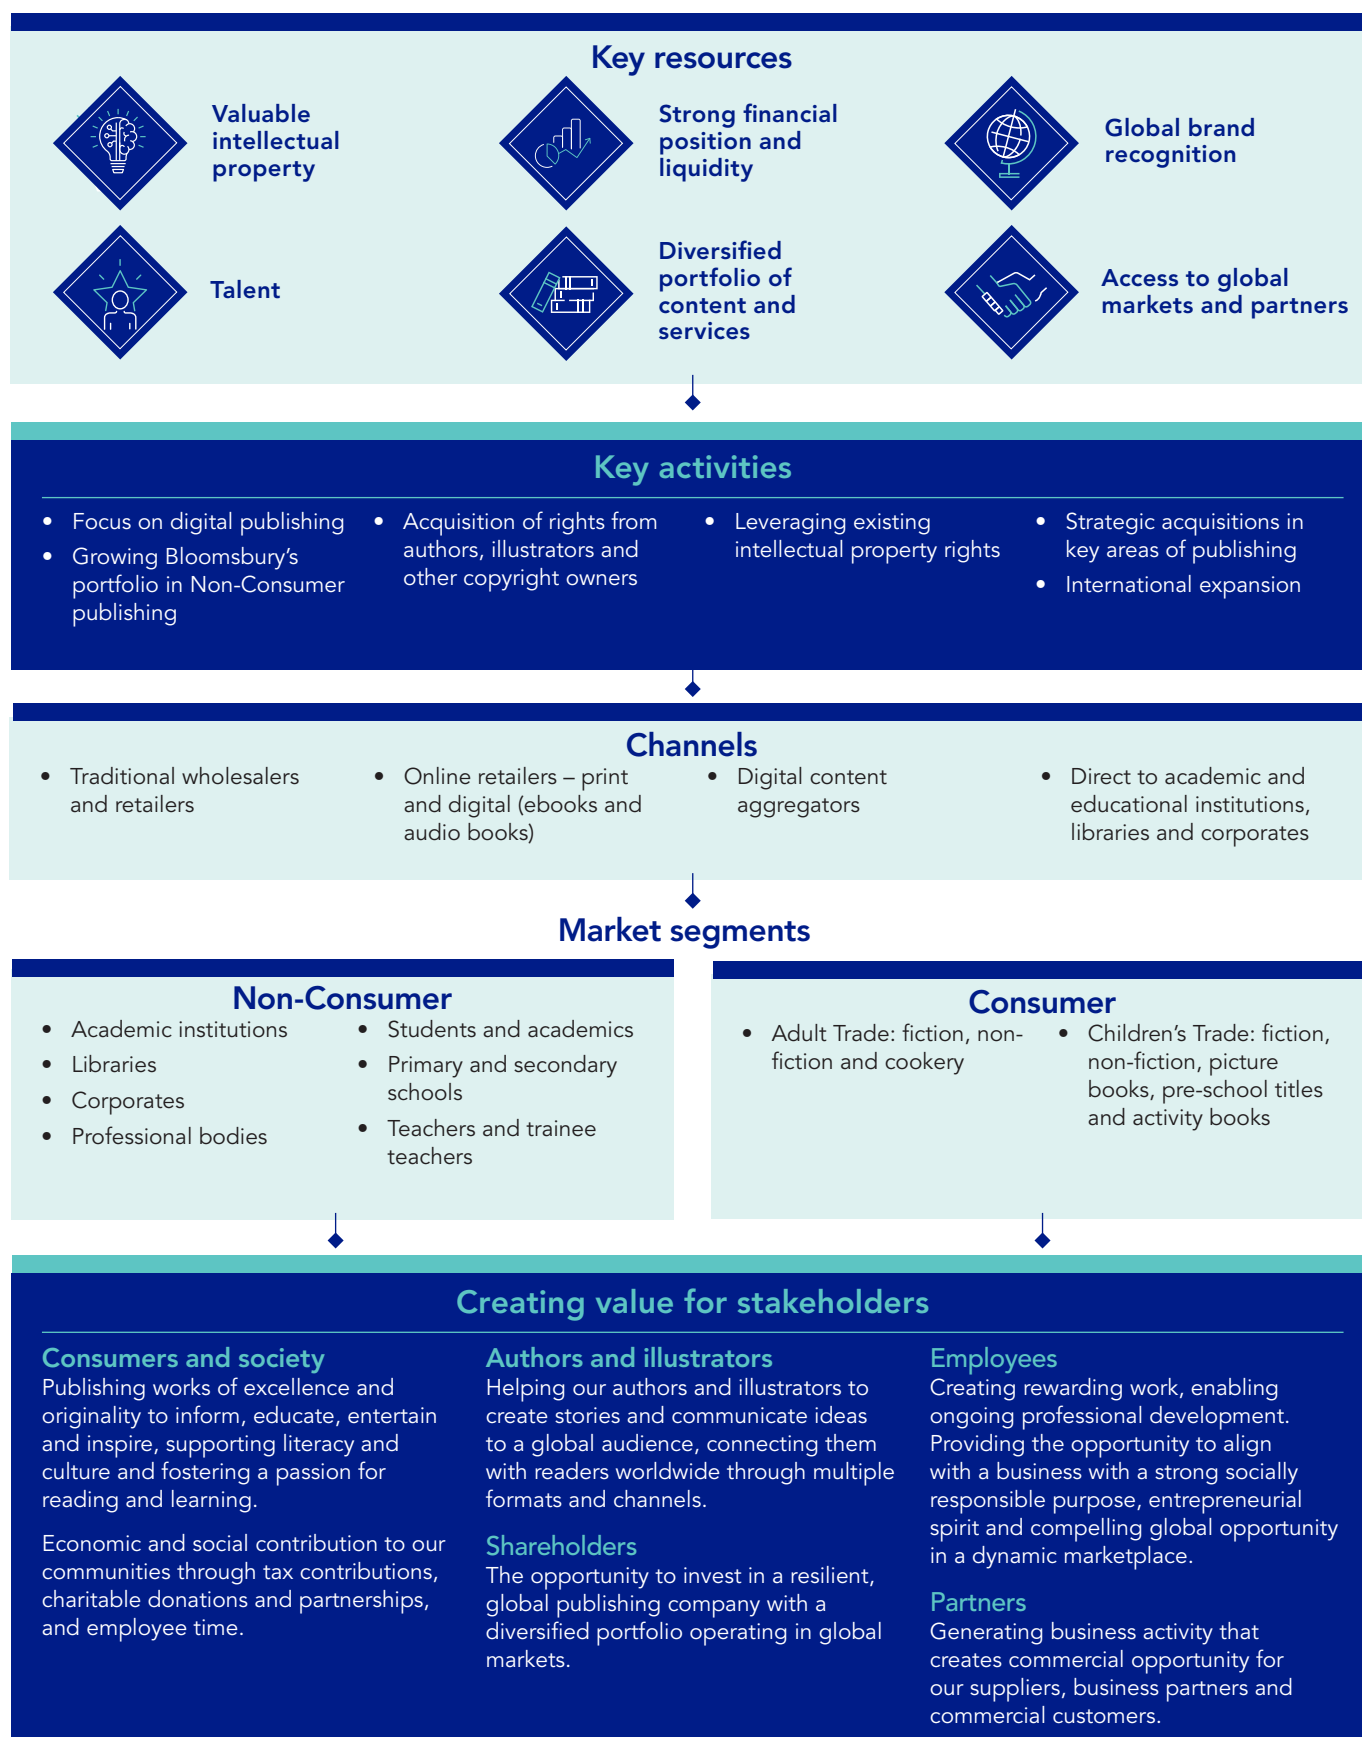 Key resources
Valuable
intellectual
property
Strong financial
position and
liquidity
Global brand
recognition
Talent
Diversified
portfolio of
content and
services
Access to global
markets and partners
Key activities
• Focus on digital publishing
• Growing Bloomsbury’s
portfolio in Non-Consumer
publishing
• Acquisition of rights from
authors, illustrators and
other copyright owners
• Leveraging existing
intellectual property rights
• Strategic acquisitions in
key areas of publishing
• International expansion
Channels
• Traditional wholesalers
and retailers
• Online retailers – print
and digital (ebooks and
audio books)
• Digital content
aggregators
• Direct to academic and
educational institutions,
libraries and corporates
Market segments
Non-Consumer
• Academic institutions
• Libraries
• Corporates
• Professional bodies
• Students and academics
• Primary and secondary
schools
• Teachers and trainee
teachers
Consumer
• Adult Trade: fiction, non-
fiction and cookery
• Children’s Trade: fiction,
non-fiction, picture
books, pre-school titles
and activity books
Creating value for stakeholders
Consumers and society
Publishing works of excellence and
originality to inform, educate, entertain
and inspire, supporting literacy and
culture and fostering a passion for
reading and learning.
Economic and social contribution to our
communities through tax contributions,
charitable donations and partnerships,
and employee time.
Authors and illustrators
Helping our authors and illustrators to
create stories and communicate ideas
to a global audience, connecting them
with readers worldwide through multiple
formats and channels.
Shareholders
The opportunity to invest in a resilient,
global publishing company with a
diversified portfolio operating in global
markets.
Employees
Creating rewarding work, enabling
ongoing professional development.
Providing the opportunity to align
with a business with a strong socially
responsible purpose, entrepreneurial
spirit and compelling global opportunity
in a dynamic marketplace.
Partners
Generating business activity that
creates commercial opportunity for
our suppliers, business partners and
commercial customers.